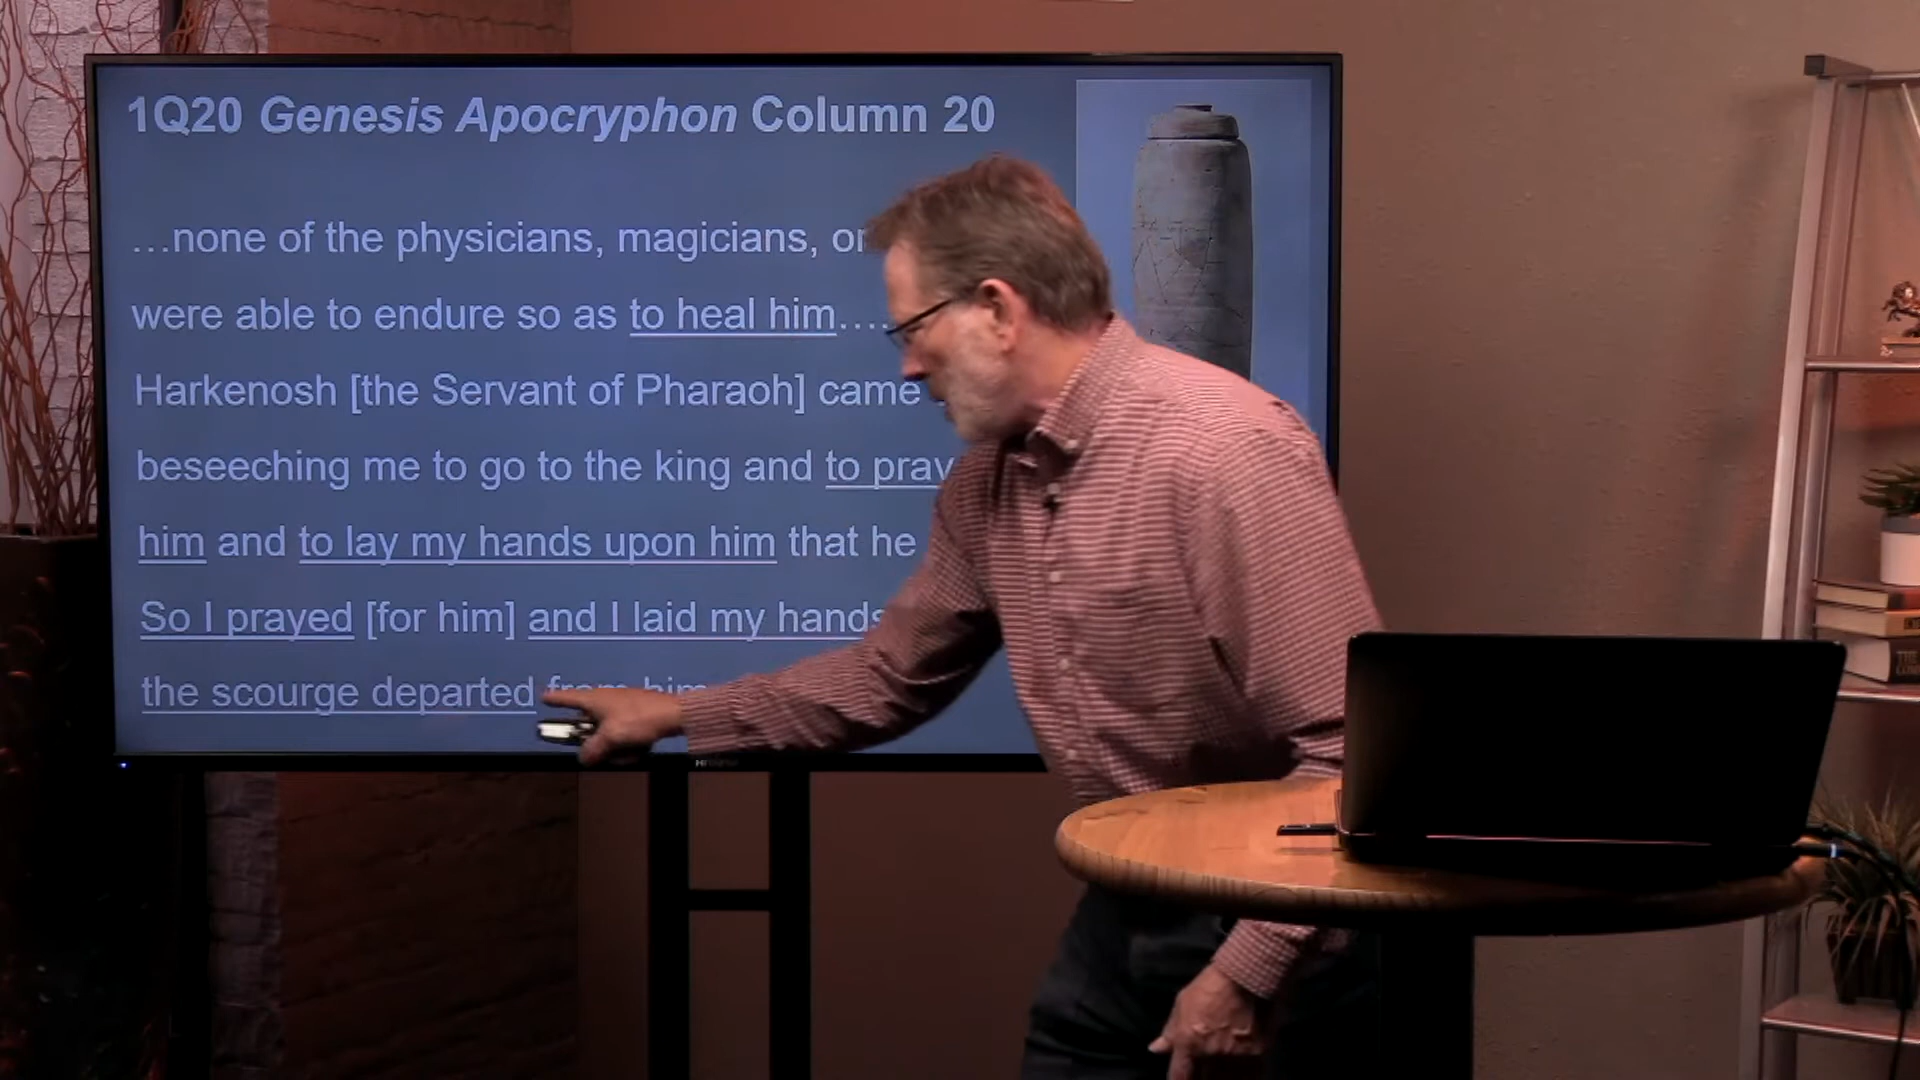 1Q20 Genesis Apocryphon Column 20
…none of the physicians, magicians, or
were able to endure so as to heal him….
Harkenosh [the Servant of Pharaoh] came
beseeching me to go to the king and to pray
him and to lay my hands upon him that he
So I prayed [for him] and I laid my hands
the scourge departed from him